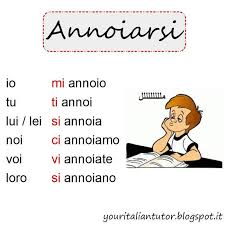 Annoiarsi
io mi annoio
tu ti annoi
lui / lei si annoia
noi ci annoiamo
voi vi annoiate
loro si annoiano
youritaliantutor.blogspot.it